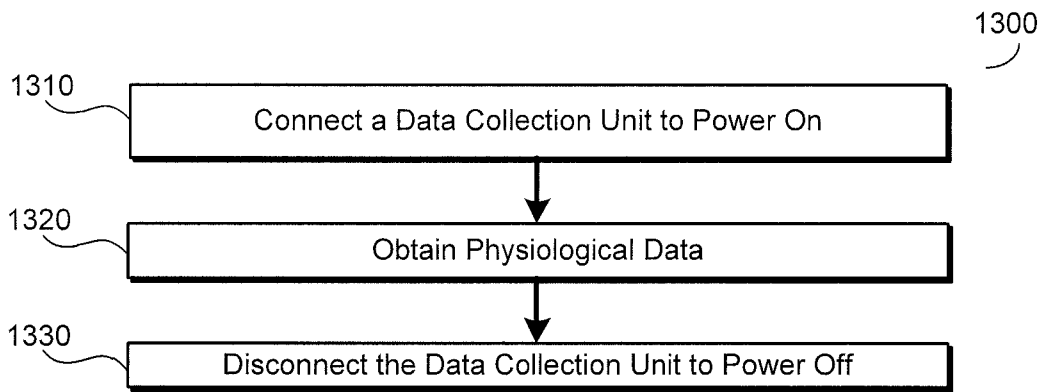 1300
1310
Connect a Data Collection Unit to Power On
1320
Obtain Physiological Data
1330
Disconnect the Data Collection Unit to Power Off